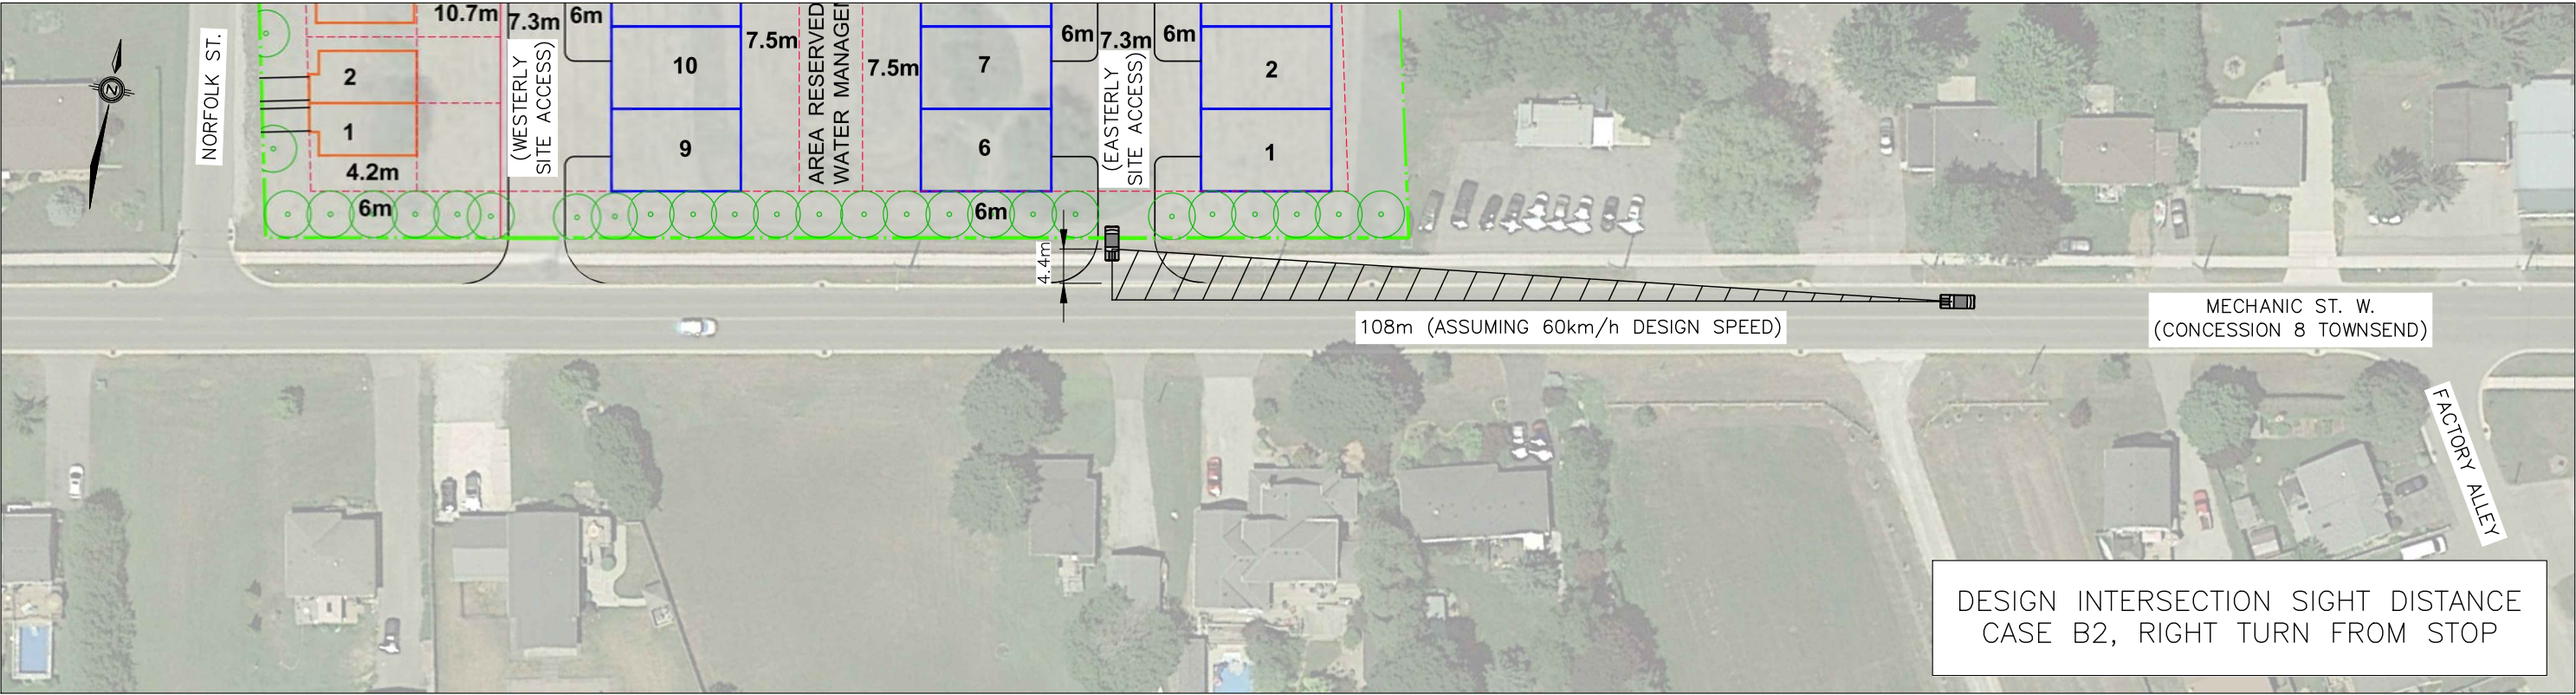 10.7m
7.3m
6m
7.5m
6m
7.3m
6m
2
10
7.5m
7
2
1
9
6
1
4.2m
6m
6m
NORFOLK ST.
(WESTERLY
SITE ACCESS)
AREA RESERVED
(EASTERLY
SITE ACCESS)
N
4.4m
108m (ASSUMING 60km/h DESIGN SPEED)
MECHANIC ST. W.
(CONCESSION 8 TOWNSEND)
FACTORY ALLEY
DESIGN INTERSECTION SIGHT DISTANCE
CASE B2, RIGHT TURN FROM STOP